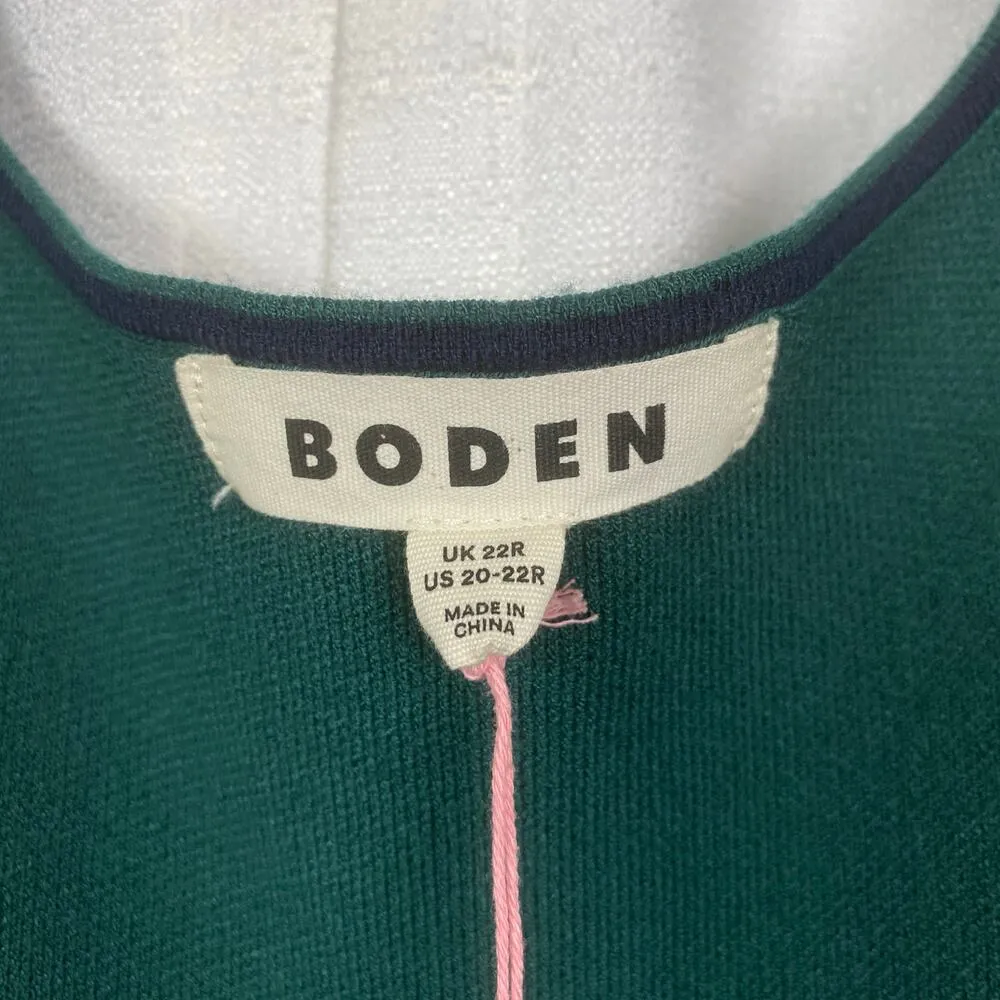 BODEN
UK 22R
US 20-22R
MADE IN
CHINA